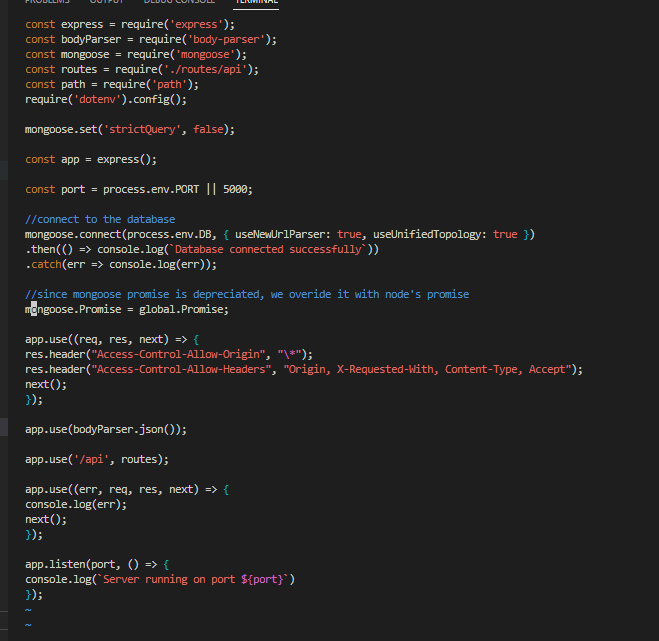 PROBLEMS OUTPUT DEBUG CONSOLE TERMINAL
const express = require('express');
const bodyParser = require('body-parser');
const mongoose = require('mongoose');
const routes = require('./routes/api');
const path = require('path');
require('dotenv').config();
mongoose.set('strictQuery', false);
const app = express();
const port = process.env.PORT || 5000;
//connect to the database
mongoose.connect(process.env.DB, { useNewUrlParser: true, useUnifiedTopology: true })
.then(() => console.log(`Database connected successfully`))
.catch(err => console.log(err));
//since mongoose promise is depreciated, we overide it with node's promise
mongoose.Promise = global.Promise;
app.use((req, res, next) => {
res.header("Access-Control-Allow-Origin", "\*");
res.header("Access-Control-Allow-Headers", "Origin, X-Requested-With, Content-Type, Accept");
next();
});
app.use(bodyParser.json());
app.use('/api', routes);
app.use((err, req, res, next) => {
console.log(err);
next();
});
app.listen(port, () => {
console.log(`Server running on port ${port}`)
});
~
~